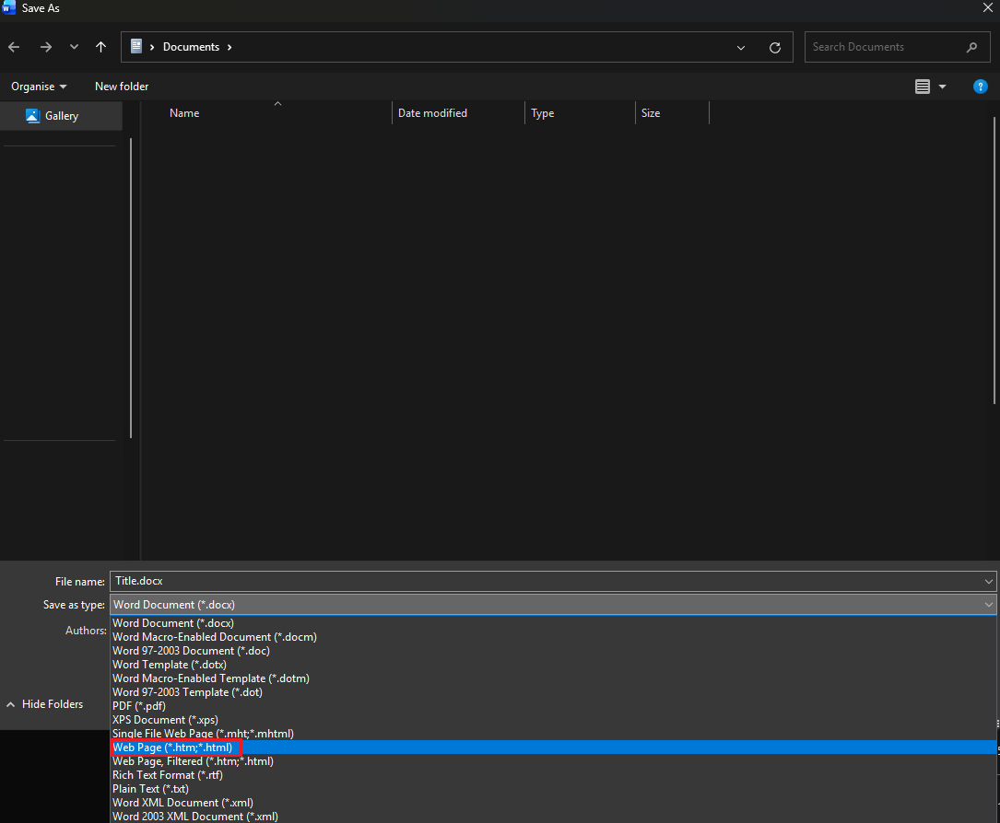 Save As
Documents
Search Documents
Organise
New folder
Gallery
Name
Date modified
Type
Size
File name:
Title.docx
Save as type:
Word Document (*.docx)
Authors:
Word Document (*.docx)
Word Macro-Enabled Document (*.docm)
Word 97-2003 Document (*.doc)
Word Template (*.dotx)
Word Macro-Enabled Template (*.dotm)
Word 97-2003 Template (*.dot)
PDF (*.pdf)
XPS Document (*.xps)
Single File Web Page (*.mht;*.mhtml)
Web Page (*.htm;*.html)
Web Page, Filtered (*.htm;*.html)
Rich Text Format (*.rtf)
Plain Text (*.txt)
Word XML Document (*.xml)
Word 2003 XML Document (*.xml)
Hide Folders